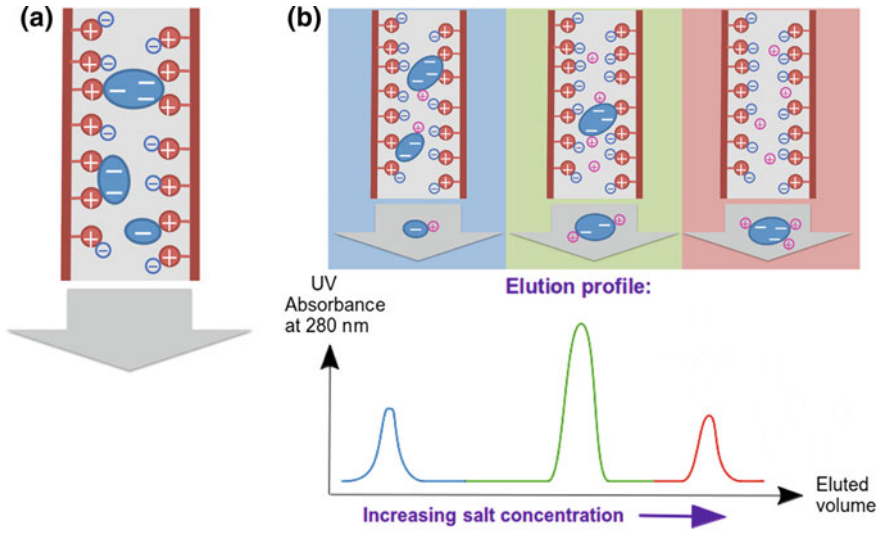 (a)
(b)
Elution profile:
UV
Absorbance
at 280 nm
Eluted
volume
Increasing salt concentration